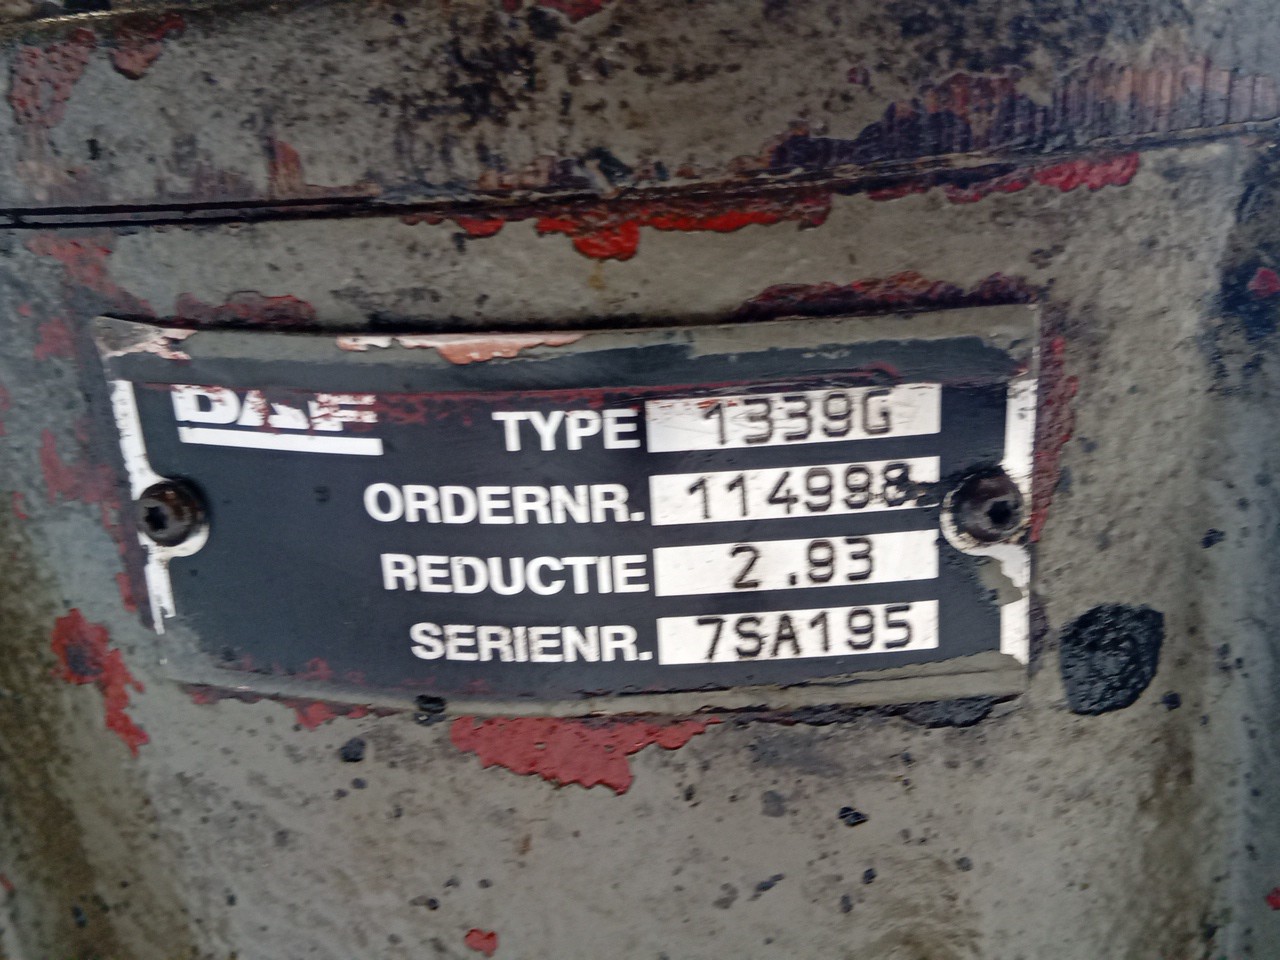 DAF
TYPE 1339G
ORDERNR. 114998
REDUCTIE 2.93
SERIENR. 7SA195